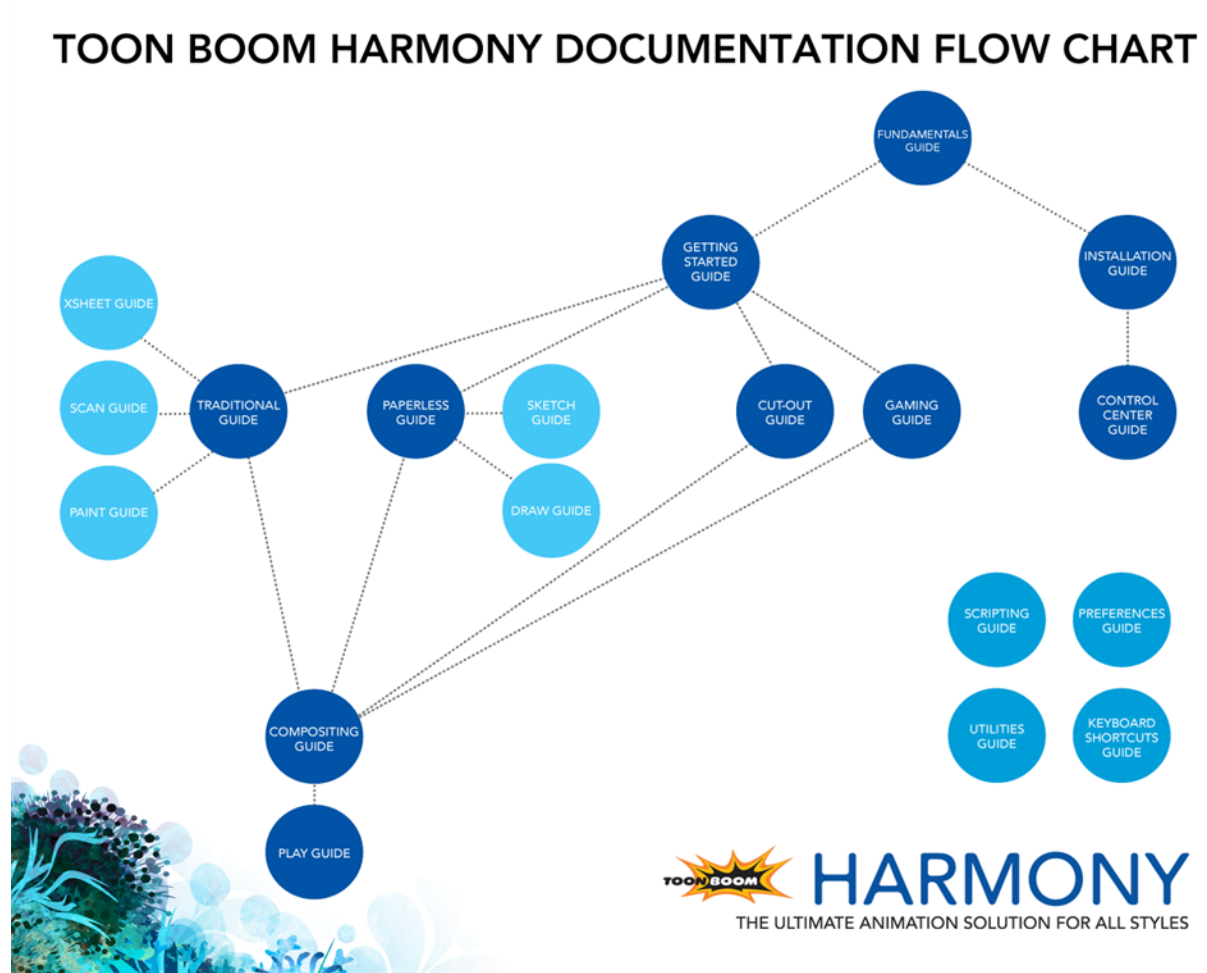 TOON BOOM HARMONY DOCUMENTATION FLOW CHART
FUNDAMENTALS
GUIDE
GETTING
STARTED
GUIDE
INSTALLATION
GUIDE
XSHEET GUIDE
SCAN GUIDE
TRADITIONAL
GUIDE
PAPERLESS
GUIDE
SKETCH
GUIDE
CUT-OUT
GUIDE
GAMING
GUIDE
CONTROL
CENTER
GUIDE
PAINT GUIDE
DRAW GUIDE
SCRIPTING
GUIDE
PREFERENCES
GUIDE
COMPOSITING
GUIDE
UTILITIES
GUIDE
KEYBOARD
SHORTCUTS
GUIDE
PLAY GUIDE
TOON BOOM
HARMONY
THE ULTIMATE ANIMATION SOLUTION FOR ALL STYLES